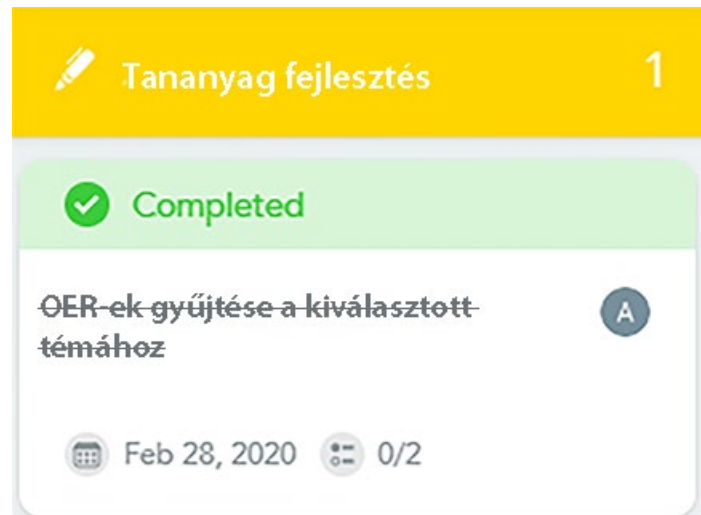 Tananyag fejlesztés 1
Completed
OER-ek gyűjtése a kiválasztott
témához
A
Feb 28, 2020 0/2